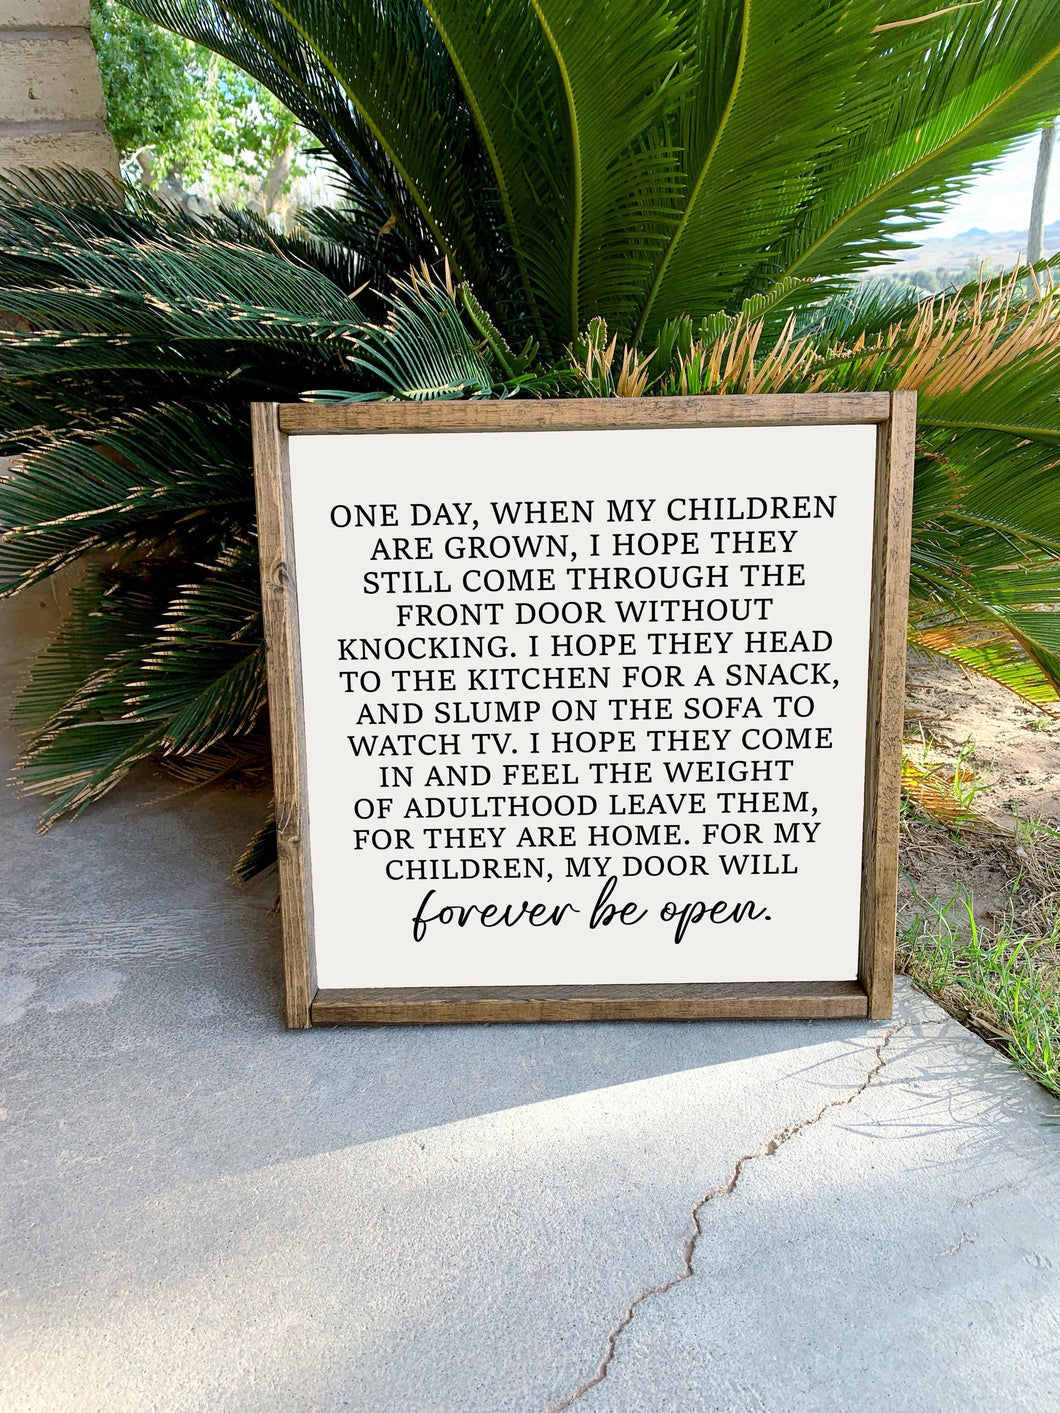 ONE DAY, WHEN MY CHILDREN
ARE GROWN, I HOPE THEY
STILL COME THROUGH THE
FRONT DOOR WITHOUT
KNOCKING. I HOPE THEY HEAD
TO THE KITCHEN FOR A SNACK,
AND SLUMP ON THE SOFA TO
WATCH TV. I HOPE THEY COME
IN AND FEEL THE WEIGHT
OF ADULTHOOD LEAVE THEM,
FOR THEY ARE HOME. FOR MY
CHILDREN, MY DOOR WILL
forever be open.